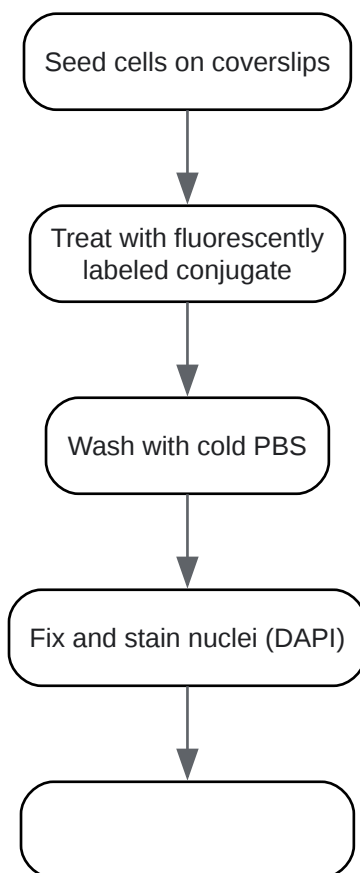 Seed cells on coverslips
Treat with fluorescently
labeled conjugate
Wash with cold PBS
Fix and stain nuclei (DAPI)